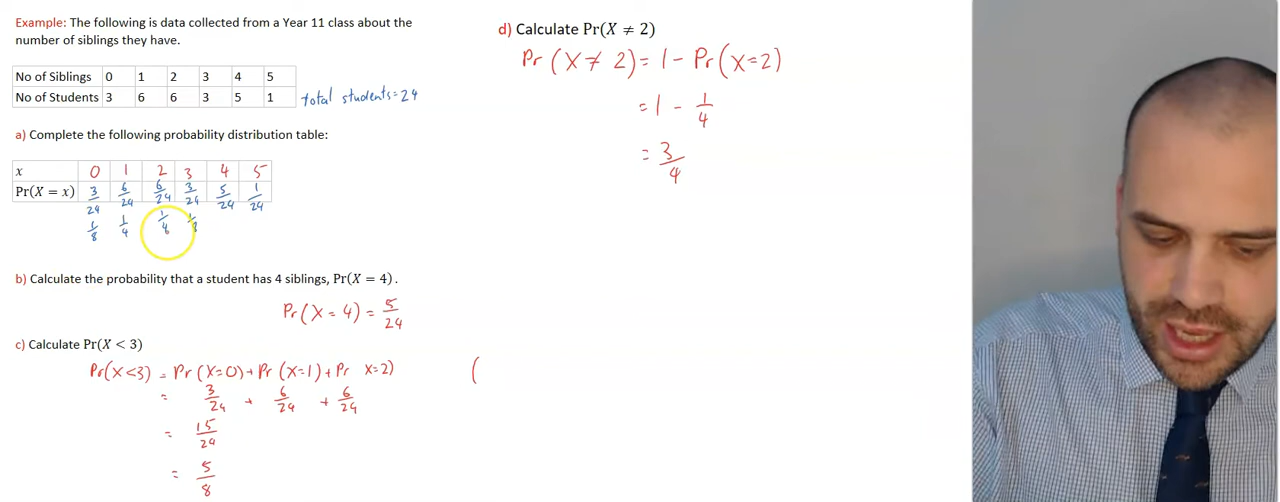 Example: The following is data collected from a Year 11 class about the
number of siblings they have.
No of Siblings 0 1 2 3 4 5
No of Students 3 6 6 3 5 1 total students = 24
a) Complete the following probability distribution table:
x 0 1 2 3 4 5
Pr(X = x) 3/24 6/24 6/24 3/24 5/24 1/24
1/8 1/4 1/4 1/8
b) Calculate the probability that a student has 4 siblings, Pr(X = 4) .
Pr(X = 4) = 5/24
c) Calculate Pr(X < 3)
Pr(X<3) = Pr(X=0) + Pr(X=1) + Pr X=2)
= 3/24 + 6/24 + 6/24
= 15/24
= 5/8
(
d) Calculate Pr(X ≠ 2)
Pr(X ≠ 2) = 1 - Pr(X=2)
= 1 - 1/4
= 3/4